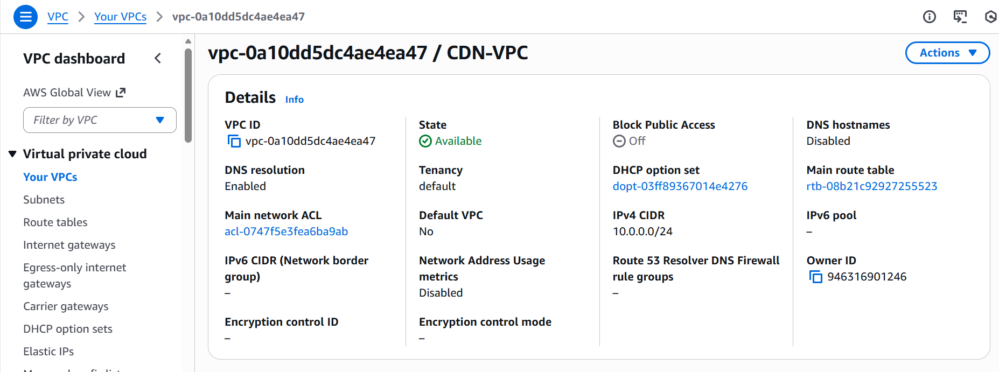 VPC > Your VPCs > vpc-0a10dd5dc4ae4ea47
VPC dashboard
AWS Global View
Filter by VPC
Virtual private cloud
Your VPCs
Subnets
Route tables
Internet gateways
Egress-only internet
gateways
Carrier gateways
DHCP option sets
Elastic IPs
vpc-0a10dd5dc4ae4ea47 / CDN-VPC
Actions
Details Info
VPC ID
vpc-0a10dd5dc4ae4ea47
State
Available
Block Public Access
Off
DNS hostnames
Disabled
DNS resolution
Enabled
Tenancy
default
DHCP option set
dopt-03ff89367014e4276
Main route table
rtb-08b21c92927255523
Main network ACL
acl-0747f5e3fea6ba9ab
Default VPC
No
IPv4 CIDR
10.0.0.0/24
IPv6 pool
–
IPv6 CIDR (Network border
group)
–
Network Address Usage
metrics
Disabled
Route 53 Resolver DNS Firewall
rule groups
–
Owner ID
946316901246
Encryption control ID
–
Encryption control mode
–